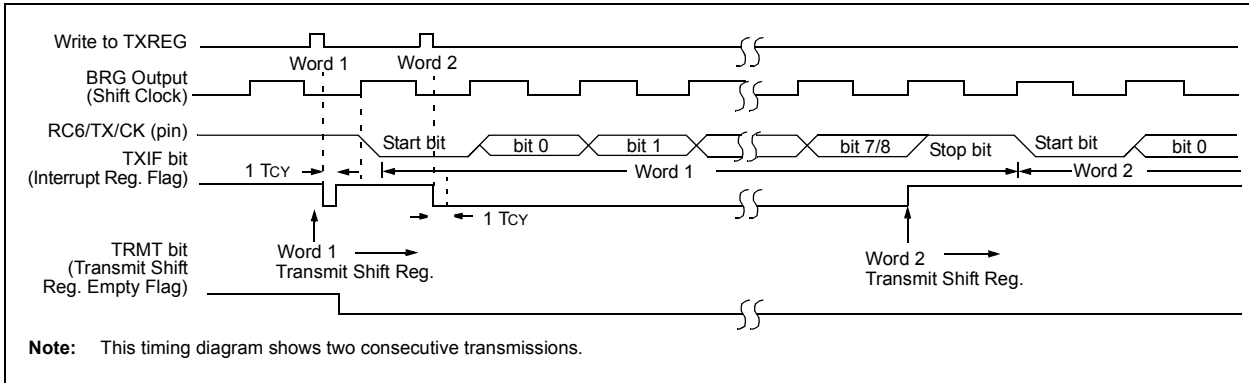 Write to TXREG
Word 1
Word 2
BRG Output
(Shift Clock)
RC6/TX/CK (pin)
Start bit
bit 0
bit 1
bit 7/8
Stop bit
Start bit
bit 0
TXIF bit
(Interrupt Reg. Flag)
1 TCY
Word 1
Word 2
1 TCY
Word 1
Transmit Shift Reg.
Word 2
Transmit Shift Reg.
TRMT bit
(Transmit Shift
Reg. Empty Flag)
Note: This timing diagram shows two consecutive transmissions.